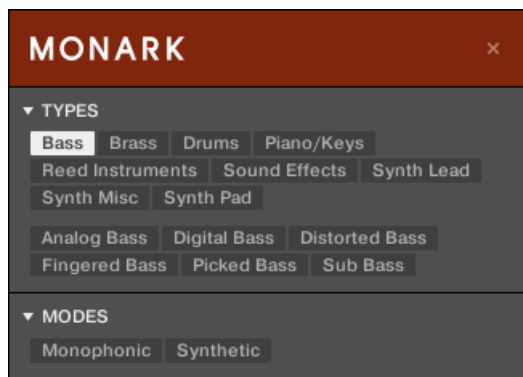 MONARK ×
▼ TYPES
Bass Brass Drums Piano/Keys
Reed Instruments Sound Effects Synth Lead
Synth Misc Synth Pad
Analog Bass Digital Bass Distorted Bass
Fingered Bass Picked Bass Sub Bass
▼ MODES
Monophonic Synthetic